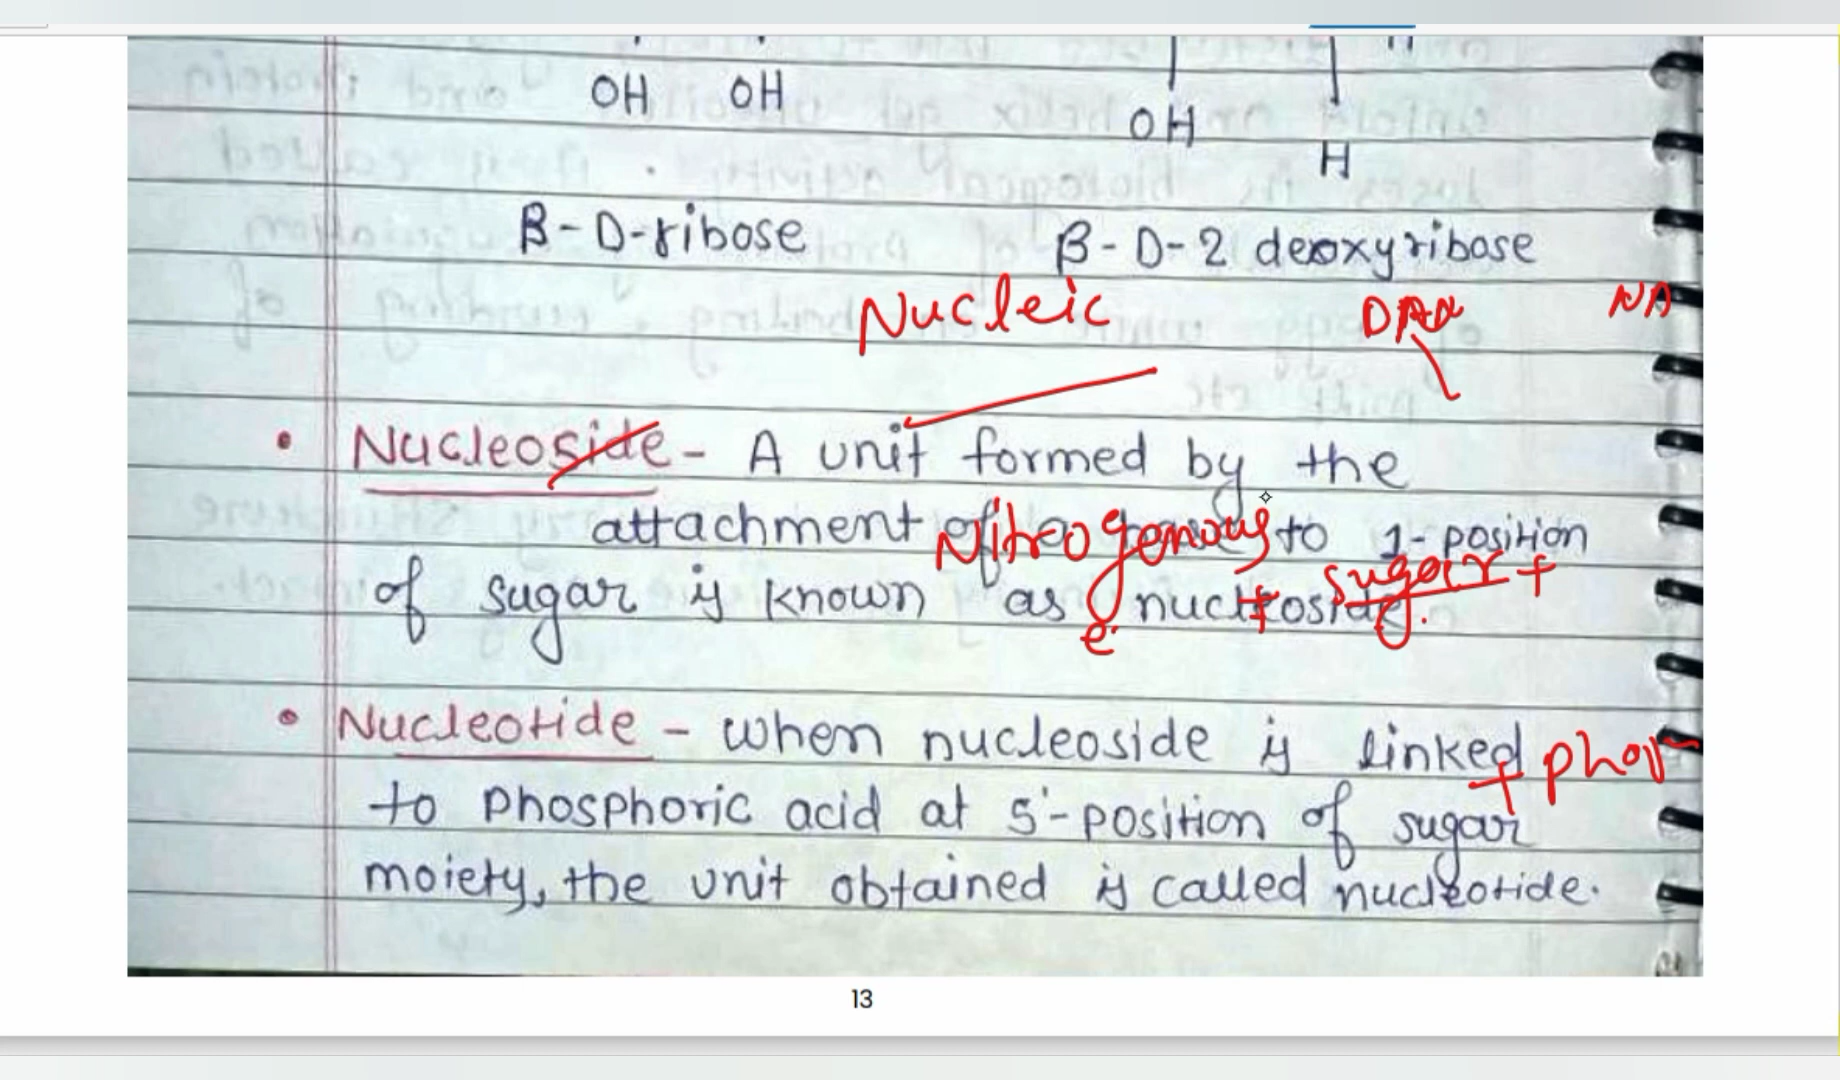 OH OH
OH
H
β-D-ribose
β-D-2 deoxyribose
Nucleic
NA
• Nucleoside - A unit formed by the
attachment of to 1-position
Nitrogenous
sugar +
of sugar is known as nucleoside.
+
• Nucleotide - when nucleoside is linked
+ phos
to phosphoric acid at 5'-position of sugar
moiety, the unit obtained is called nucleotide.
13